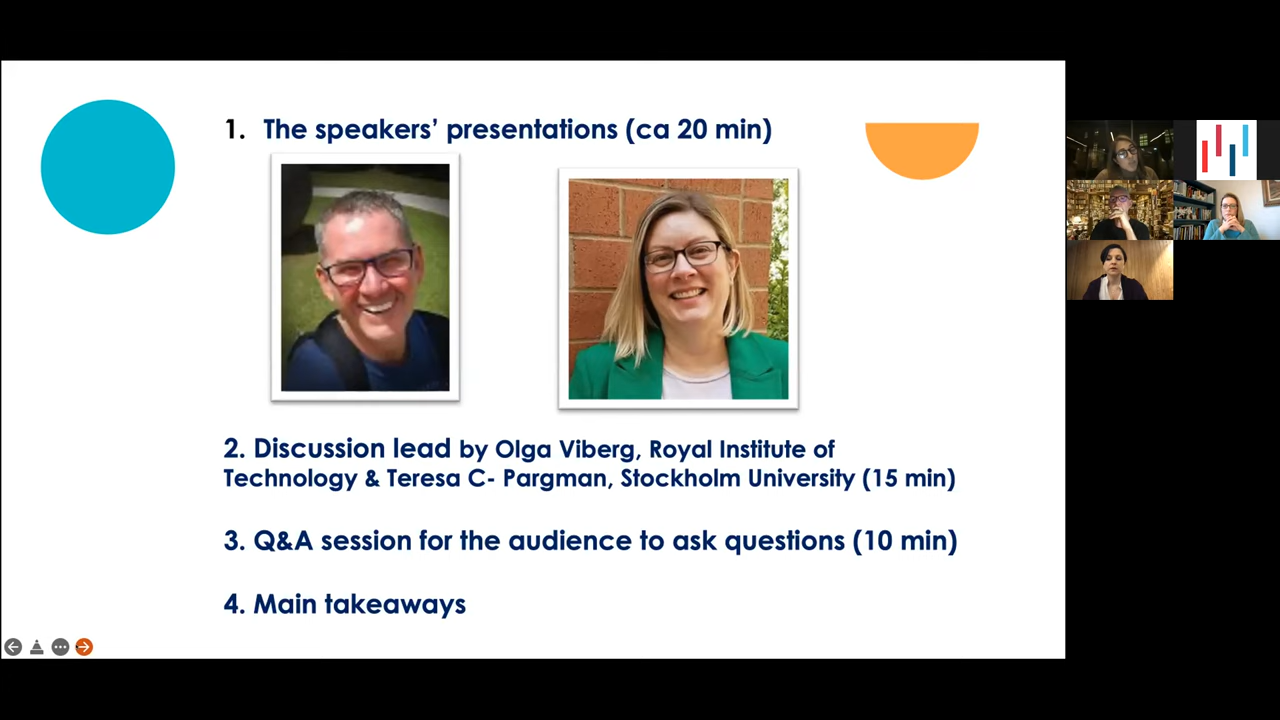 1. The speakers’ presentations (ca 20 min)
2. Discussion lead by Olga Viberg, Royal Institute of
Technology & Teresa C- Pargman, Stockholm University (15 min)
3. Q&A session for the audience to ask questions (10 min)
4. Main takeaways